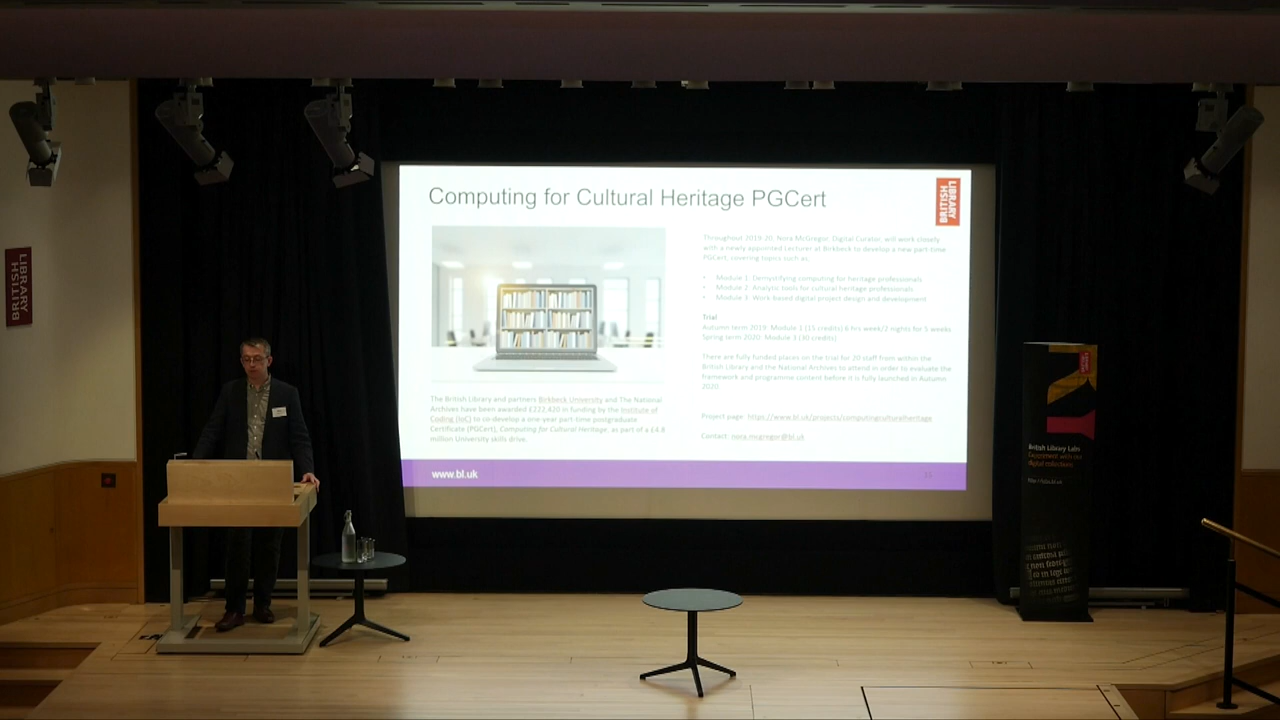 Computing for Cultural Heritage PGCert
BRITISH
LIBRARY
Throughout 2019-20, Nora McGregor, Digital Curator, will work closely
with a newly appointed Lecturer at Birkbeck to develop a new part-time
PGCert, covering topics such as:
• Module 1: Demystifying computing for heritage professionals
• Module 2: Analytic tools for cultural heritage professionals
• Module 3: Work-based digital project design and development
Trial
Autumn term 2019: Module 1 (15 credits) 6 hrs week/2 nights for 5 weeks
Spring term 2020: Module 3 (30 credits)
There are fully funded places on the trial for 20 staff from within the
British Library and the National Archives to attend in order to evaluate the
framework and programme content before it is fully launched in Autumn
2020.
Project page: https://www.bl.uk/projects/computingculturalheritage
Contact: nora.mcgregor@bl.uk
The British Library and partners Birkbeck University and The National
Archives have been awarded £222,420 in funding by the Institute of
Coding (IoC) to co-develop a one-year part-time postgraduate
Certificate (PGCert), Computing for Cultural Heritage, as part of a £4.8
million University skills drive.
www.bl.uk
BRITISH
LIBRARY
British Library Labs
Experiment with our
digital collections